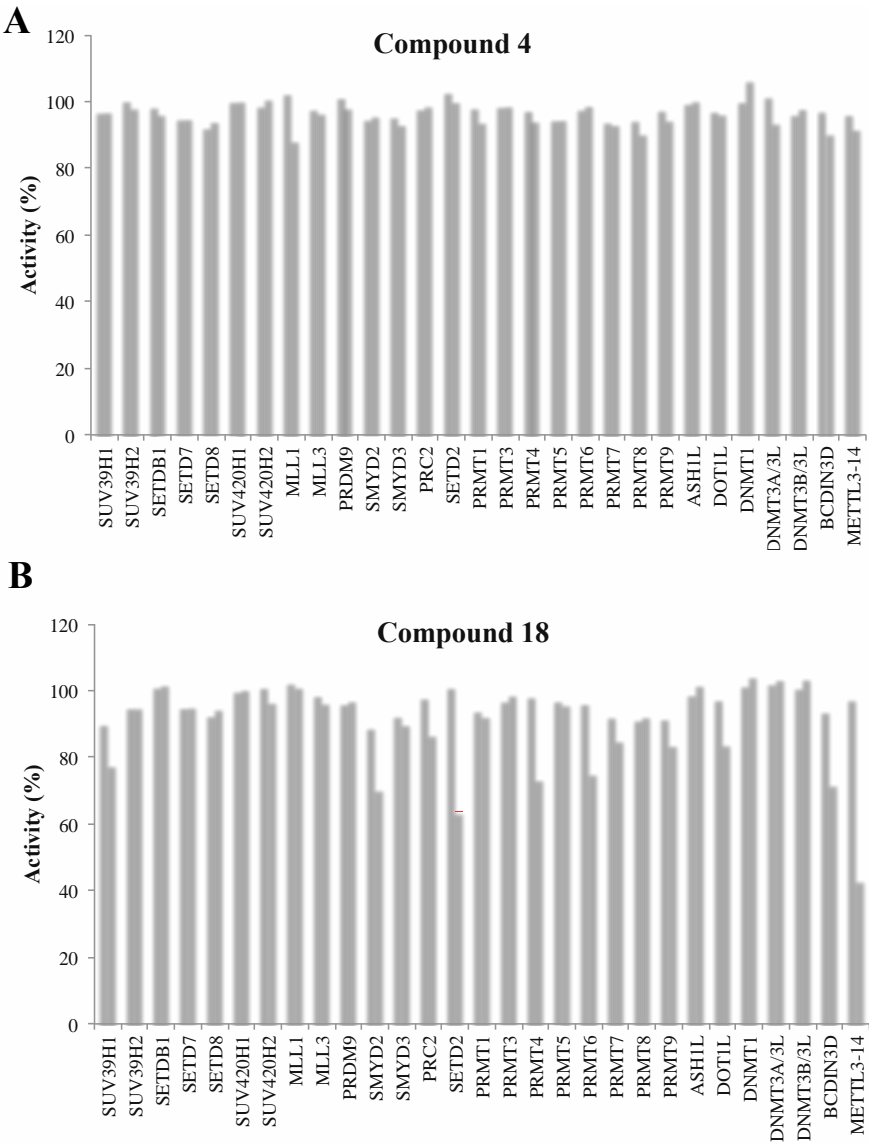 A
Compound 4
Activity (%)
120
100
80
60
40
20
0
SUV39H1
SUV39H2
SETDB1
SETD7
SETD8
SUV420H1
SUV420H2
MLL1
MLL3
PRDM9
SMYD2
SMYD3
PRC2
SETD2
PRMT1
PRMT3
PRMT4
PRMT5
PRMT6
PRMT7
PRMT8
PRMT9
ASH1L
DOT1L
DNMT1
DNMT3A/3L
DNMT3B/3L
BCDIN3D
METTL3-14
B
Compound 18
Activity (%)
120
100
80
60
40
20
0
SUV39H1
SUV39H2
SETDB1
SETD7
SETD8
SUV420H1
SUV420H2
MLL1
MLL3
PRDM9
SMYD2
SMYD3
PRC2
SETD2
PRMT1
PRMT3
PRMT4
PRMT5
PRMT6
PRMT7
PRMT8
PRMT9
ASH1L
DOT1L
DNMT1
DNMT3A/3L
DNMT3B/3L
BCDIN3D
METTL3-14